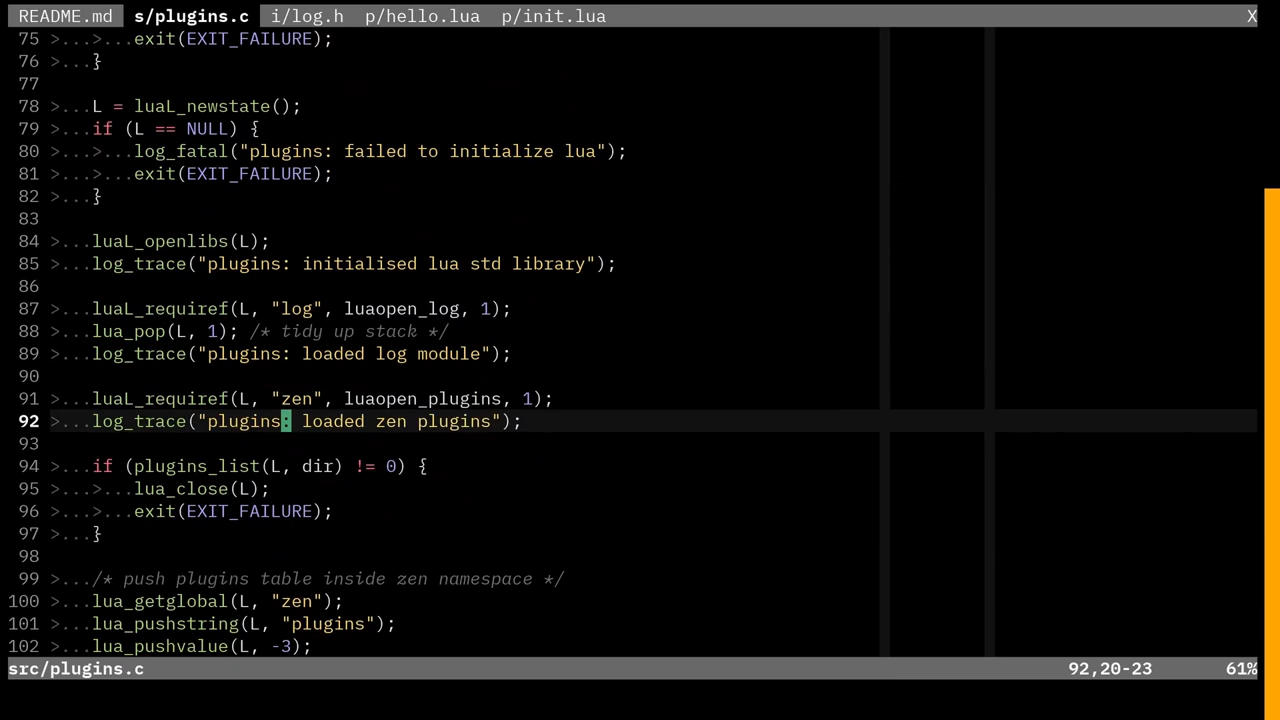 README.md s/plugins.c i/log.h p/hello.lua p/init.lua X
75 >...>...exit(EXIT_FAILURE);
76 >...}
77
78 >...L = luaL_newstate();
79 >...if (L == NULL) {
80 >...>...log_fatal("plugins: failed to initialize lua");
81 >...>...exit(EXIT_FAILURE);
82 >...}
83
84 >...luaL_openlibs(L);
85 >...log_trace("plugins: initialised lua std library");
86
87 >...luaL_requiref(L, "log", luaopen_log, 1);
88 >...lua_pop(L, 1); /* tidy up stack */
89 >...log_trace("plugins: loaded log module");
90
91 >...luaL_requiref(L, "zen", luaopen_plugins, 1);
92 >...log_trace("plugins: loaded zen plugins");
93
94 >...if (plugins_list(L, dir) != 0) {
95 >...>...lua_close(L);
96 >...>...exit(EXIT_FAILURE);
97 >...}
98
99 >.../* push plugins table inside zen namespace */
100 >...lua_getglobal(L, "zen");
101 >...lua_pushstring(L, "plugins");
102 >...lua_pushvalue(L, -3);
src/plugins.c 92,20-23 61%